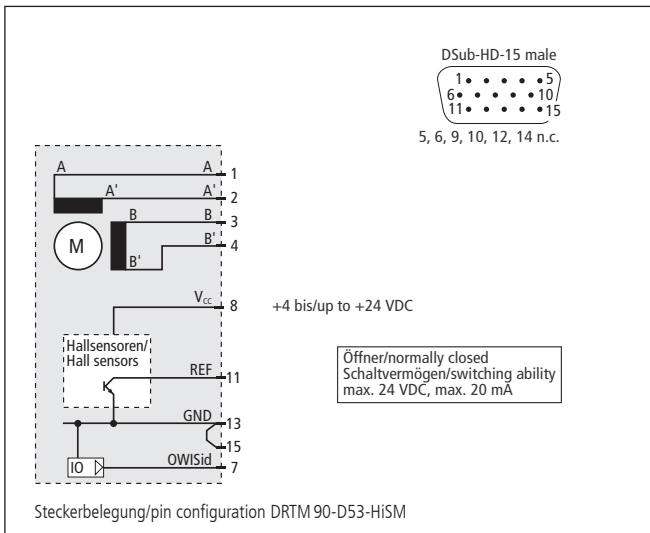 DSub-HD-15 male
1 5
6 10
11 15
5, 6, 9, 10, 12, 14 n.c.
A A 1
A' A' 2
B B 3
M B' B' 4
Vcc 8 +4 bis/up to +24 VDC
Hallsensoren/
Hall sensors
REF 11
Öffner/normally closed
Schaltvermögen/switching ability
max. 24 VDC, max. 20 mA
GND 13
15
IO OWISid 7
Steckerbelegung/pin configuration DRTM 90-D53-HiSM